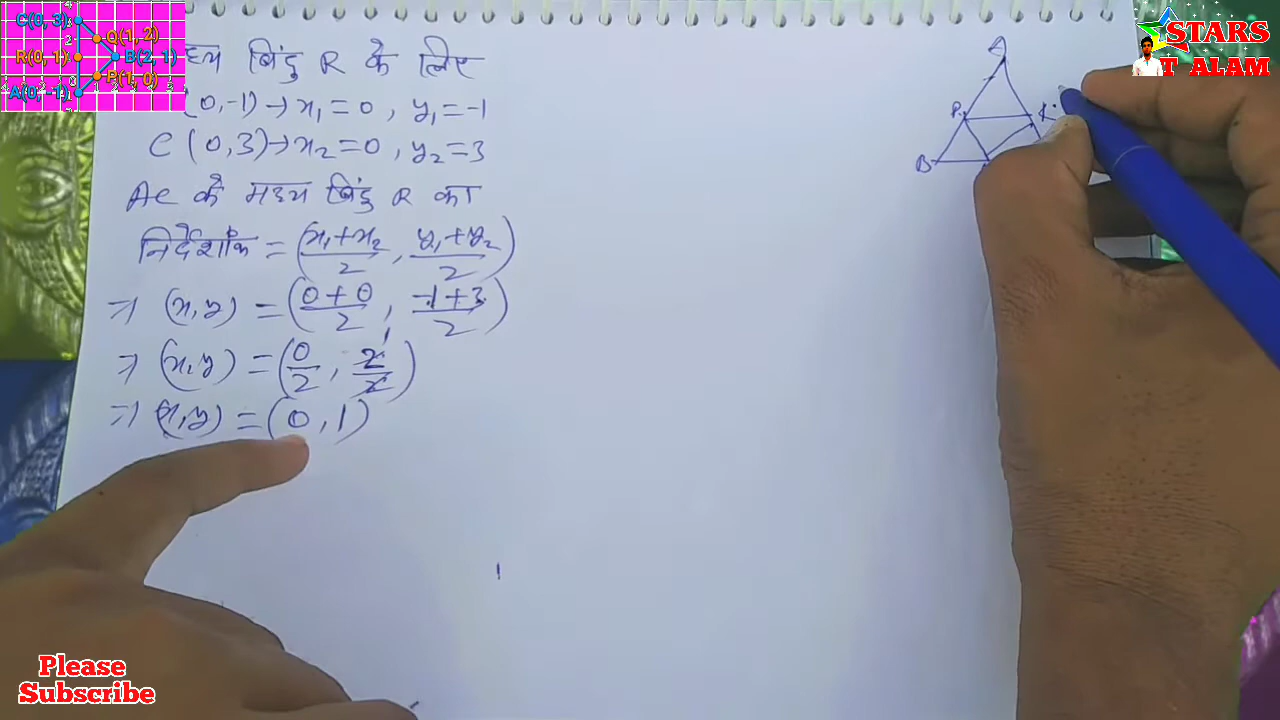 C(0, 3)
Q(1, 2)
R(0, 1)
B(2, 1)
P(1, 0)
A(0, -1)
STARS
T ALAM
बिंदु R के लिए
(0,-1)→x₁=0, y₁=-1
C(0,3)→x₂=0, y₂=3
AC के मध्य बिंदु R का
निर्देशांक = (x₁+x₂/2, y₁+y₂/2)
⇒ (x,y) = (0+0/2, -1+3/2)
⇒ (x,y) = (0/2, 2/2) 1
⇒ (x,y) = (0,1)
A
P
R
B
Please
Subscribe